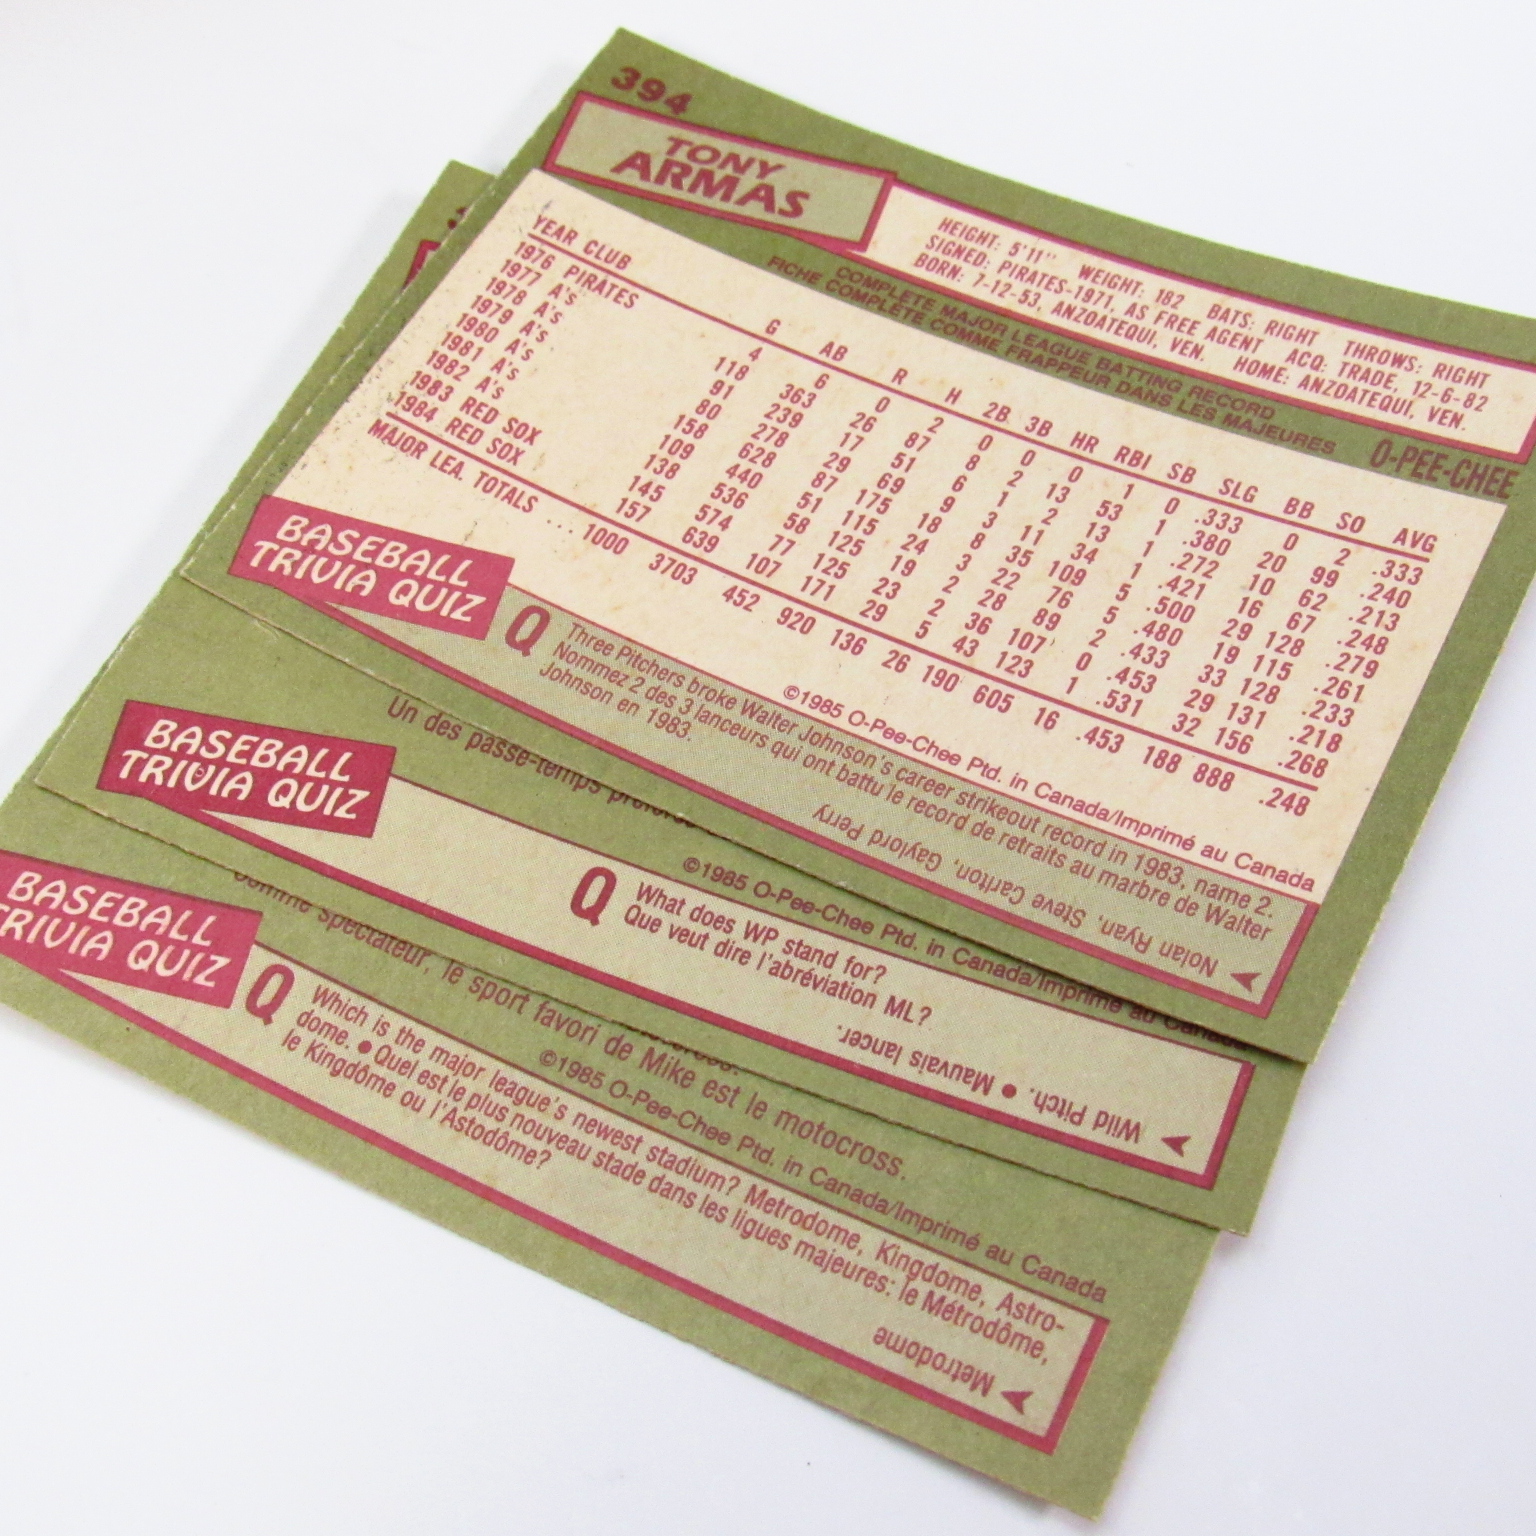 394
TONY
ARMAS
HEIGHT: 5'11" WEIGHT: 182 BATS: RIGHT THROWS: RIGHT
SIGNED: PIRATES-1971, AS FREE AGENT ACQ: TRADE, 12-6-82
BORN: 7-12-53, ANZOATEQUI, VEN. HOME: ANZOATEQUI, VEN.
COMPLETE MAJOR LEAGUE BATTING RECORD
FICHE COMPLÈTE COMME FRAPPEUR DANS LES MAJEURES
O-PEE-CHEE
YEAR CLUB G AB R H 2B 3B HR RBI SB SLG BB SO AVG
1976 PIRATES 4 6 0 2 0 0 0 1 0 .333 0 2 .333
1977 A's 118 363 26 87 8 2 13 53 1 .380 20 99 .240
1978 A's 91 239 17 51 6 1 2 13 1 .272 10 62 .213
1979 A's 80 278 29 69 9 3 11 34 1 .421 16 67 .248
1980 A's 158 628 87 175 18 8 35 109 5 .500 29 128 .279
1981 A's 109 440 51 115 24 3 22 76 5 .480 19 115 .261
1982 A's 138 536 58 125 19 2 28 89 2 .433 33 128 .233
1983 RED SOX 145 574 77 125 23 2 36 107 0 .453 29 131 .218
1984 RED SOX 157 639 107 171 29 5 43 123 1 .531 32 156 .268
MAJOR LEA. TOTALS ... 1000 3703 452 920 136 26 190 605 16 .453 188 888 .248
©1985 O-Pee-Chee Ptd. in Canada/Imprimé au Canada
BASEBALL
TRIVIA QUIZ
Q
Three Pitchers broke Walter Johnson's career strikeout record in 1983, name 2.
Nommez 2 des 3 lanceurs qui ont battu le record de retraits au marbre de Walter
Johnson en 1983.
Nolan Ryan, Steve Carlton, Gaylord Perry
Un des passe-temps préférés
©1985 O-Pee-Chee Ptd. in Canada/Imprimé au Canada
BASEBALL
TRIVIA QUIZ
Q
What does WP stand for?
Que veut dire l'abréviation ML?
Wild Pitch. ● Mauvais lancer.
Comme spectateur, le sport favori de Mike est le motocross.
©1985 O-Pee-Chee Ptd. in Canada/Imprimé au Canada
BASEBALL
TRIVIA QUIZ
Q
Which is the major league's newest stadium? Metrodome, Kingdome, Astro-
dome. ● Quel est le plus nouveau stade dans les ligues majeures: le Métrodôme,
le Kingdôme ou l'Astodôme?
Metrodome